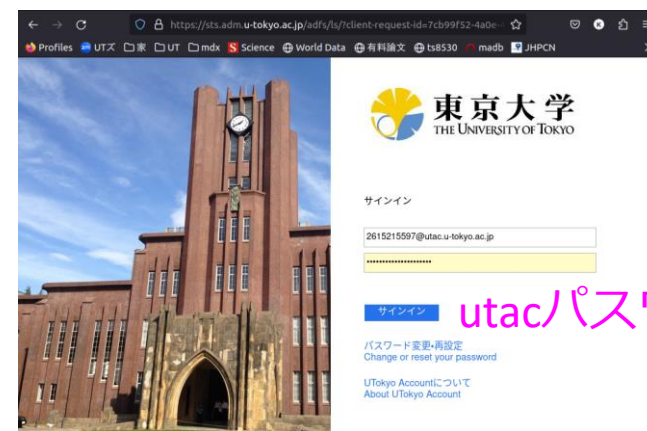 https://sts.adm.u-tokyo.ac.jp/adfs/ls/?client-request-id=7cb99f52-4a0e-
Profiles UTズ 家 UT mdx S Science World Data 有料論文 ts8530 madb JHPCN
東京大学
THE UNIVERSITY OF TOKYO
サインイン
2615215597@utac.u-tokyo.ac.jp
サインイン
utacパスワ
パスワード変更・再設定
Change or reset your password
UTokyo Accountについて
About UTokyo Account